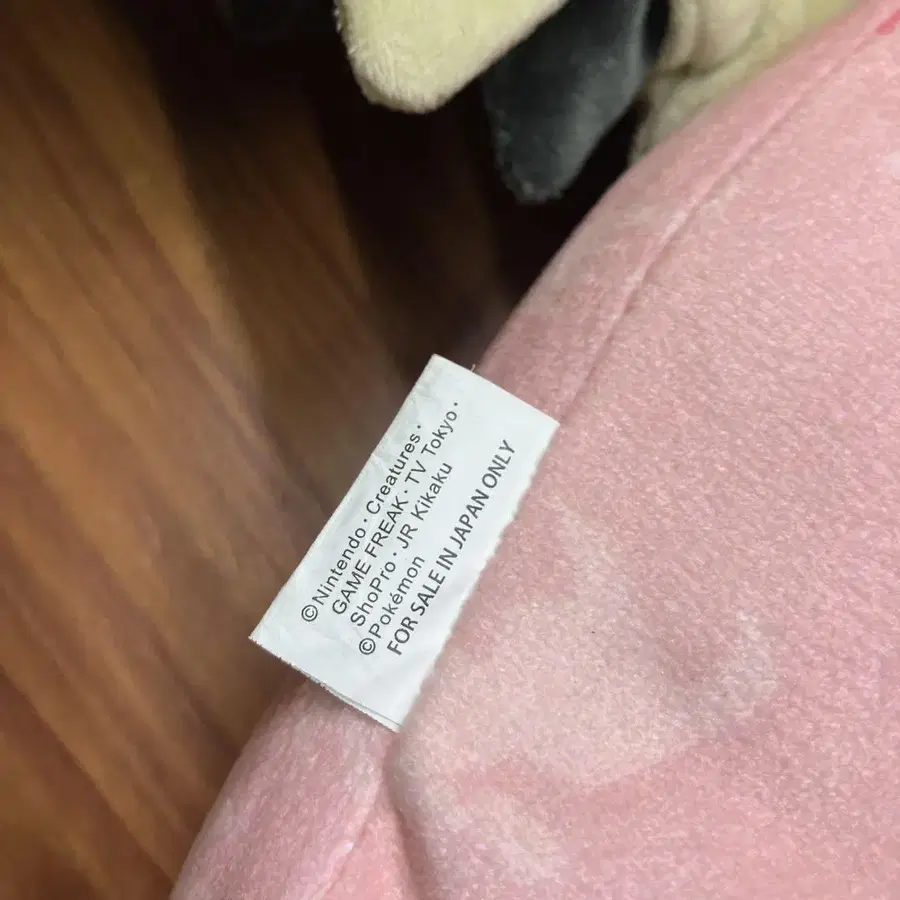 ©Nintendo・Creatures・
GAME FREAK・TV Tokyo・
ShoPro・JR Kikaku
©Pokémon
FOR SALE IN JAPAN ONLY